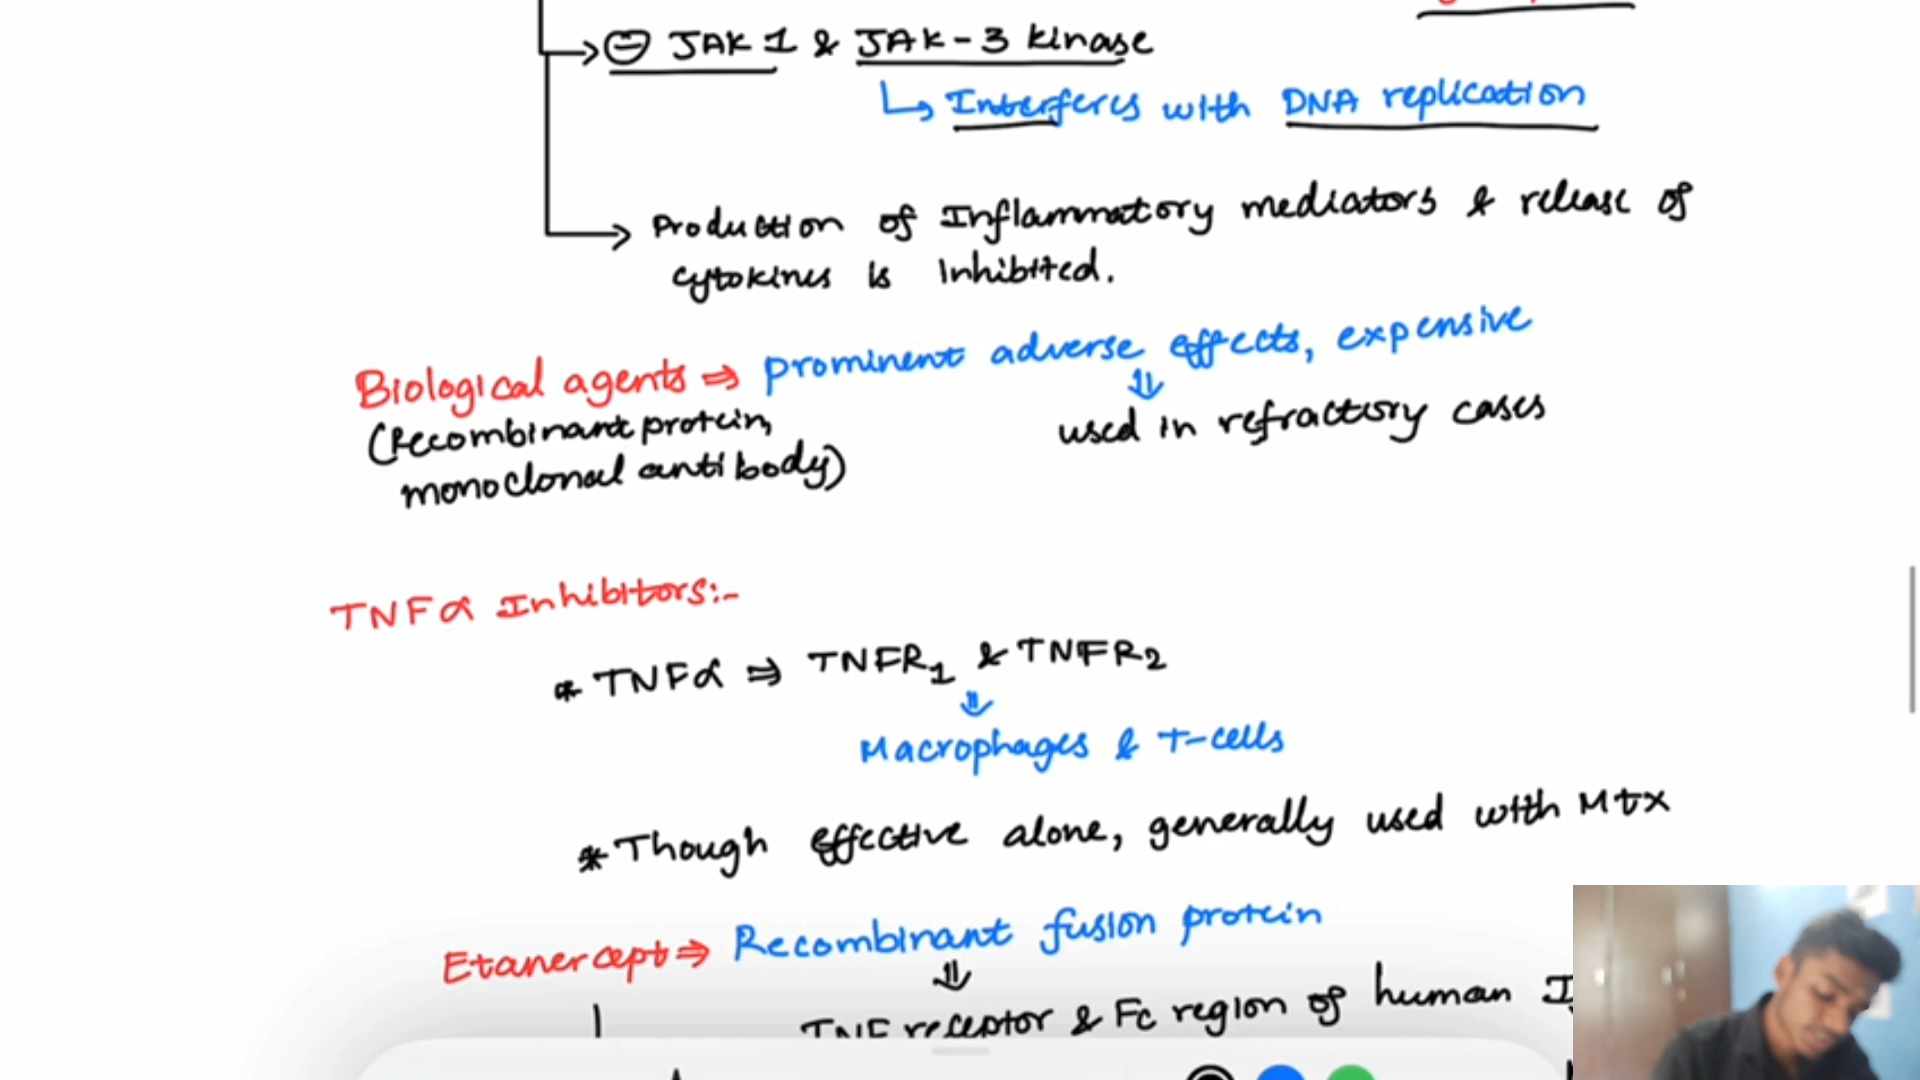 ⊖ JAK 1 & JAK-3 kinase
↳ Interferes with DNA replication
Production of Inflammatory mediators & release of
cytokines is Inhibited.
Biological agents ⇒ prominent adverse effects, expensive
(Recombinant protein,
monoclonal antibody)
⇓
used in refractory cases
TNFα Inhibitors:-
* TNFα ⇒ TNFR1 & TNFR2
⇓
Macrophages & T-cells
* Though effective alone, generally used with Mtx
Etanercept ⇒ Recombinant fusion protein
⇓
TNF receptor & Fc region of human